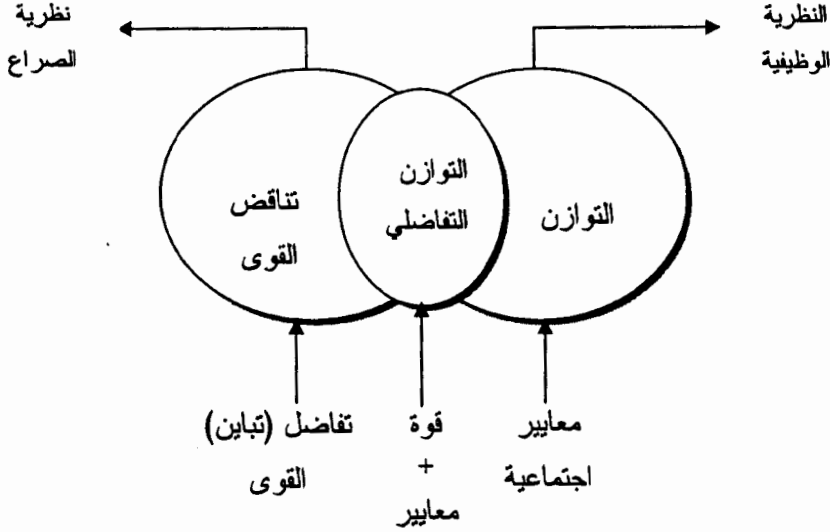 النظرية
الوظيفية
نظرية
الصراع
التوازن
التوازن
التفاضلي
تناقض
القوى
معايير
اجتماعية
قوة
+
معايير
تفاضل (تباين)
القوى